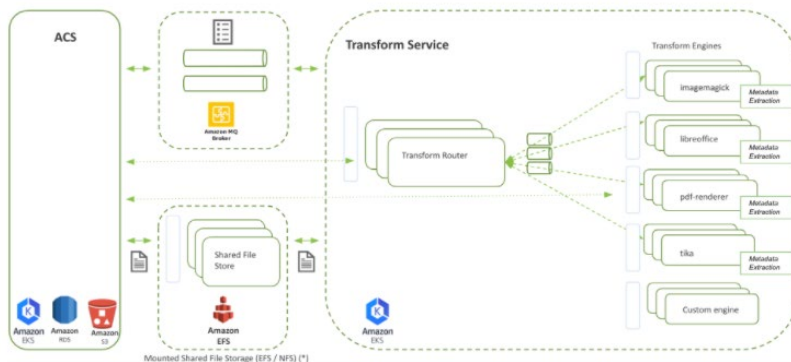 ACS
Transform Service
Transform Engines
imagemagick
Metadata
Extraction
Amazon MQ
Broker
libreoffice
Metadata
Extraction
Transform Router
pdf-renderer
Metadata
Extraction
Shared File
Store
tika
Metadata
Extraction
Amazon
EKS
Amazon
RDS
Amazon
S3
Amazon
EFS
Amazon
EKS
Custom engine
Mounted Shared File Storage (EFS / NFS) (*)